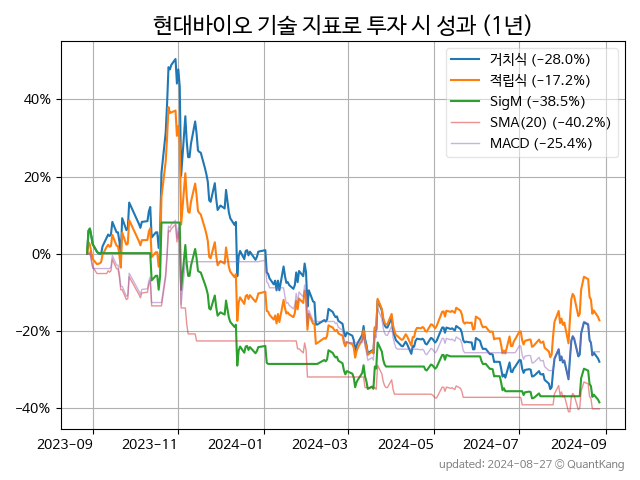 현대바이오 기술 지표로 투자 시 성과 (1년)
거치식 (−28.0%)
적립식 (−17.2%)
SigM (−38.5%)
SMA(20) (−40.2%)
MACD (−25.4%)
40%
20%
0%
−20%
−40%
2023-09 2023-11 2024-01 2024-03 2024-05 2024-07 2024-09
updated: 2024-08-27 © QuantKang